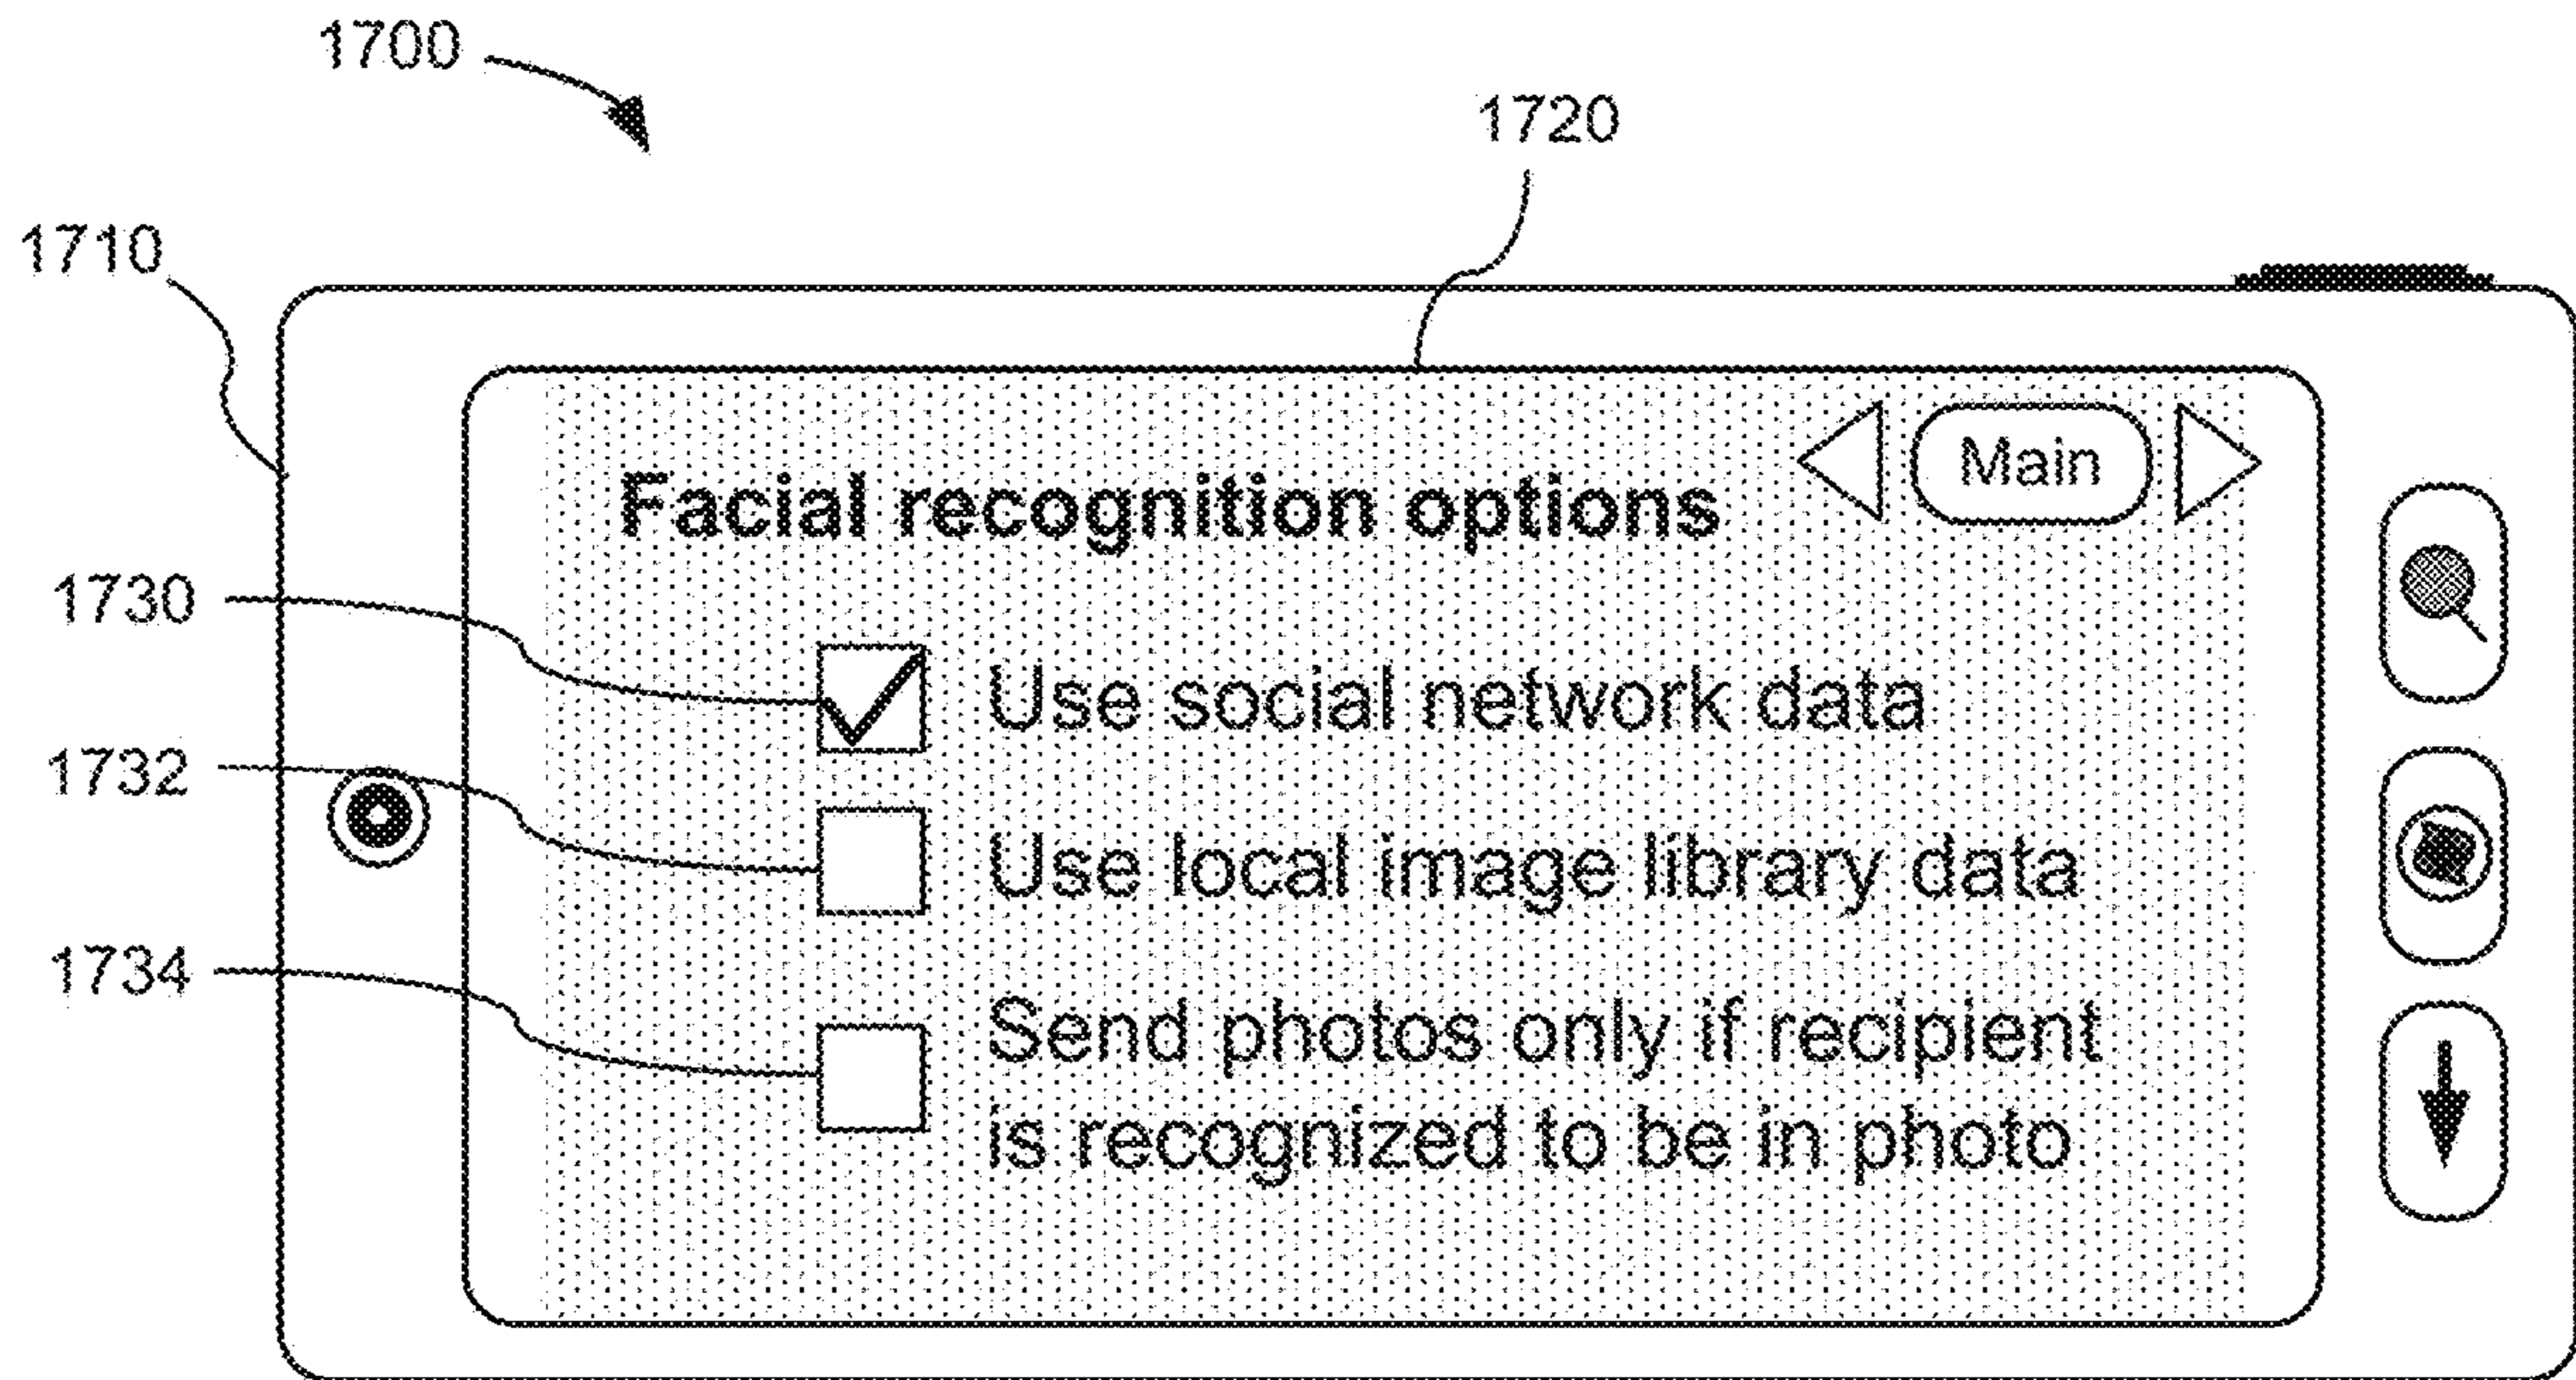 1700
1720
1710
Main
Facial recognition options
1730
Use social network data
1732
Use local image library data
1734
Send photos only if recipient
is recognized to be in photo